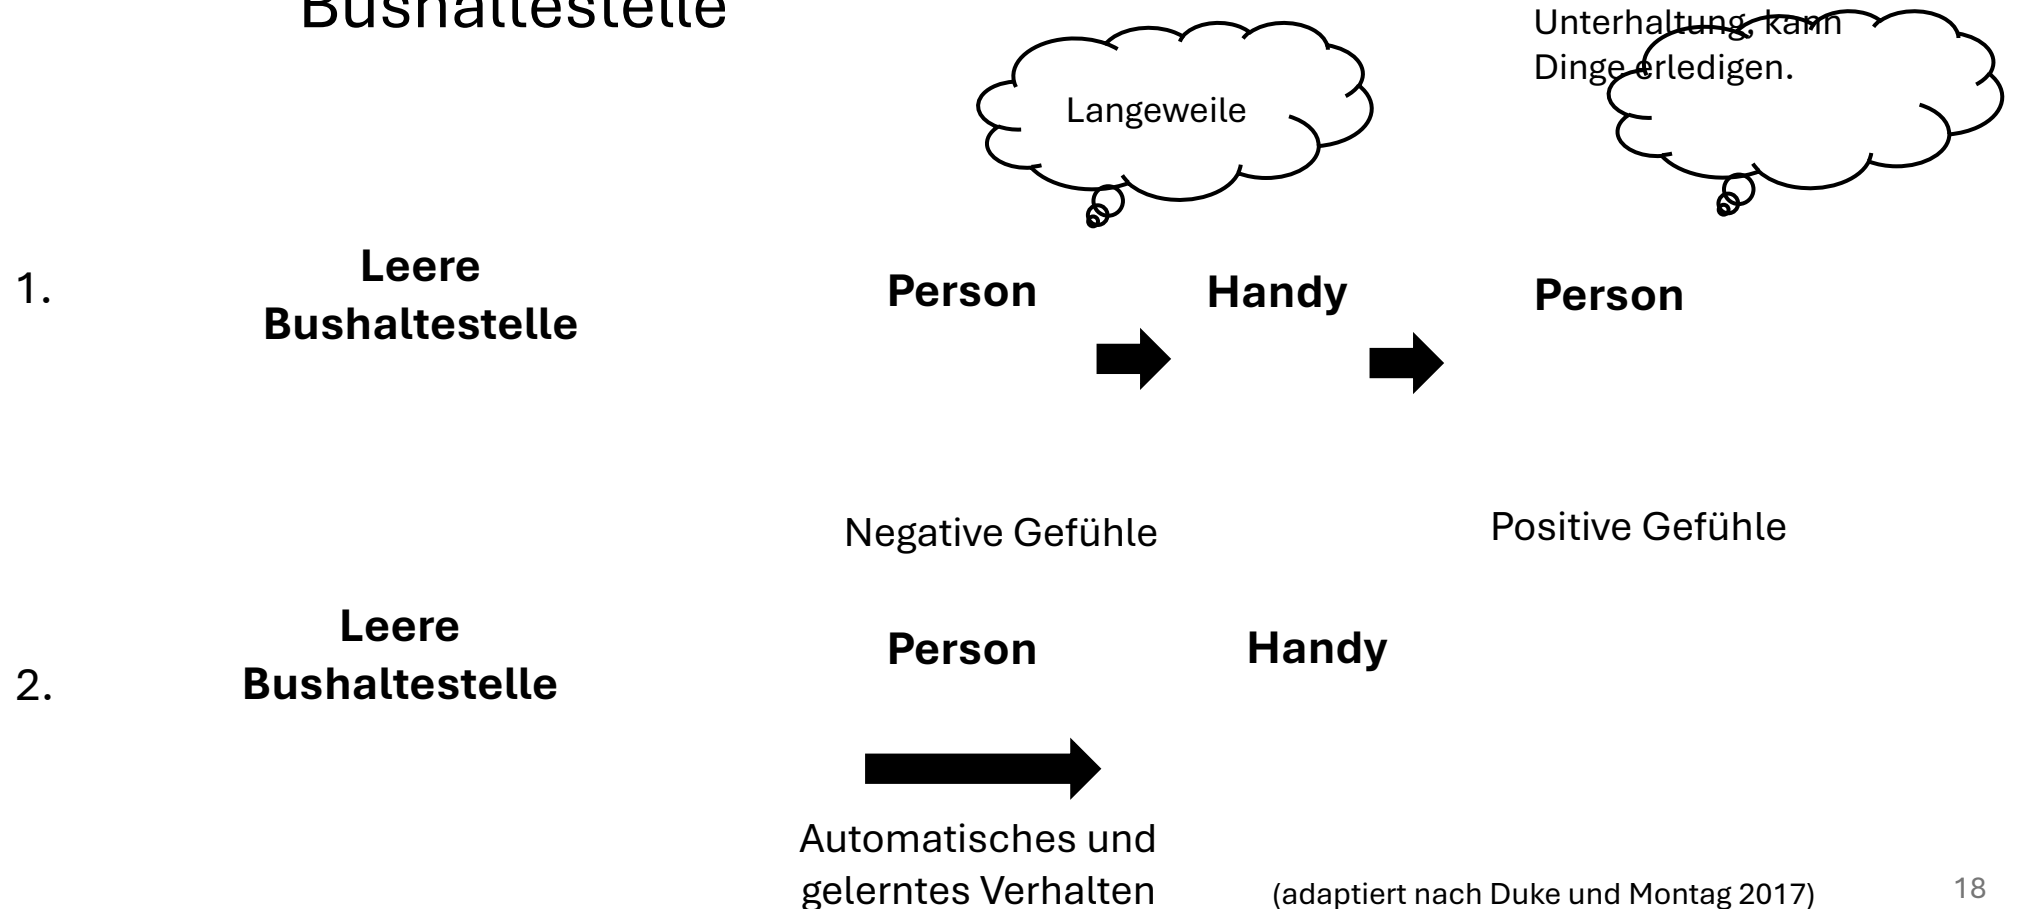 Bushaltestelle
Unterhaltung, kann
Dinge erledigen.
Langeweile
1.
Leere
Bushaltestelle
Person
Handy
Person
Negative Gefühle
Positive Gefühle
2.
Leere
Bushaltestelle
Person
Handy
Automatisches und
gelerntes Verhalten
(adaptiert nach Duke und Montag 2017)
18